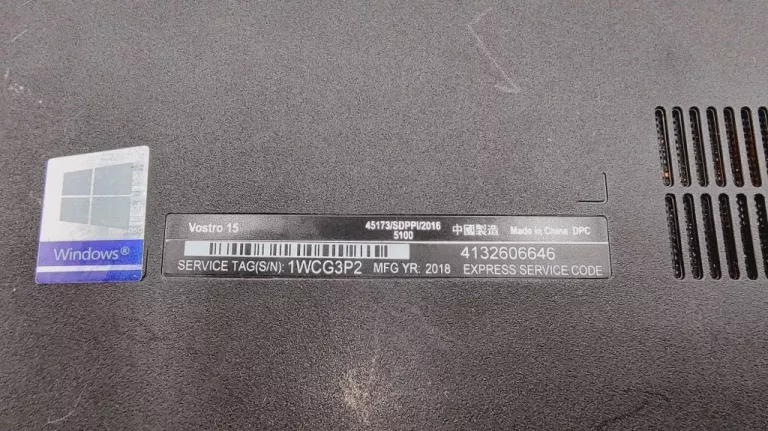 Windows®
Vostro 15
45173/SDPPI/2016
5100
中國製造 Made in China DPC
4132606646
SERVICE TAG(S/N): 1WCG3P2 MFG YR: 2018 EXPRESS SERVICE CODE